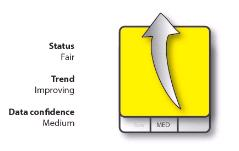 Status
Fair
Trend
Improving
Data confidence
Medium
MED